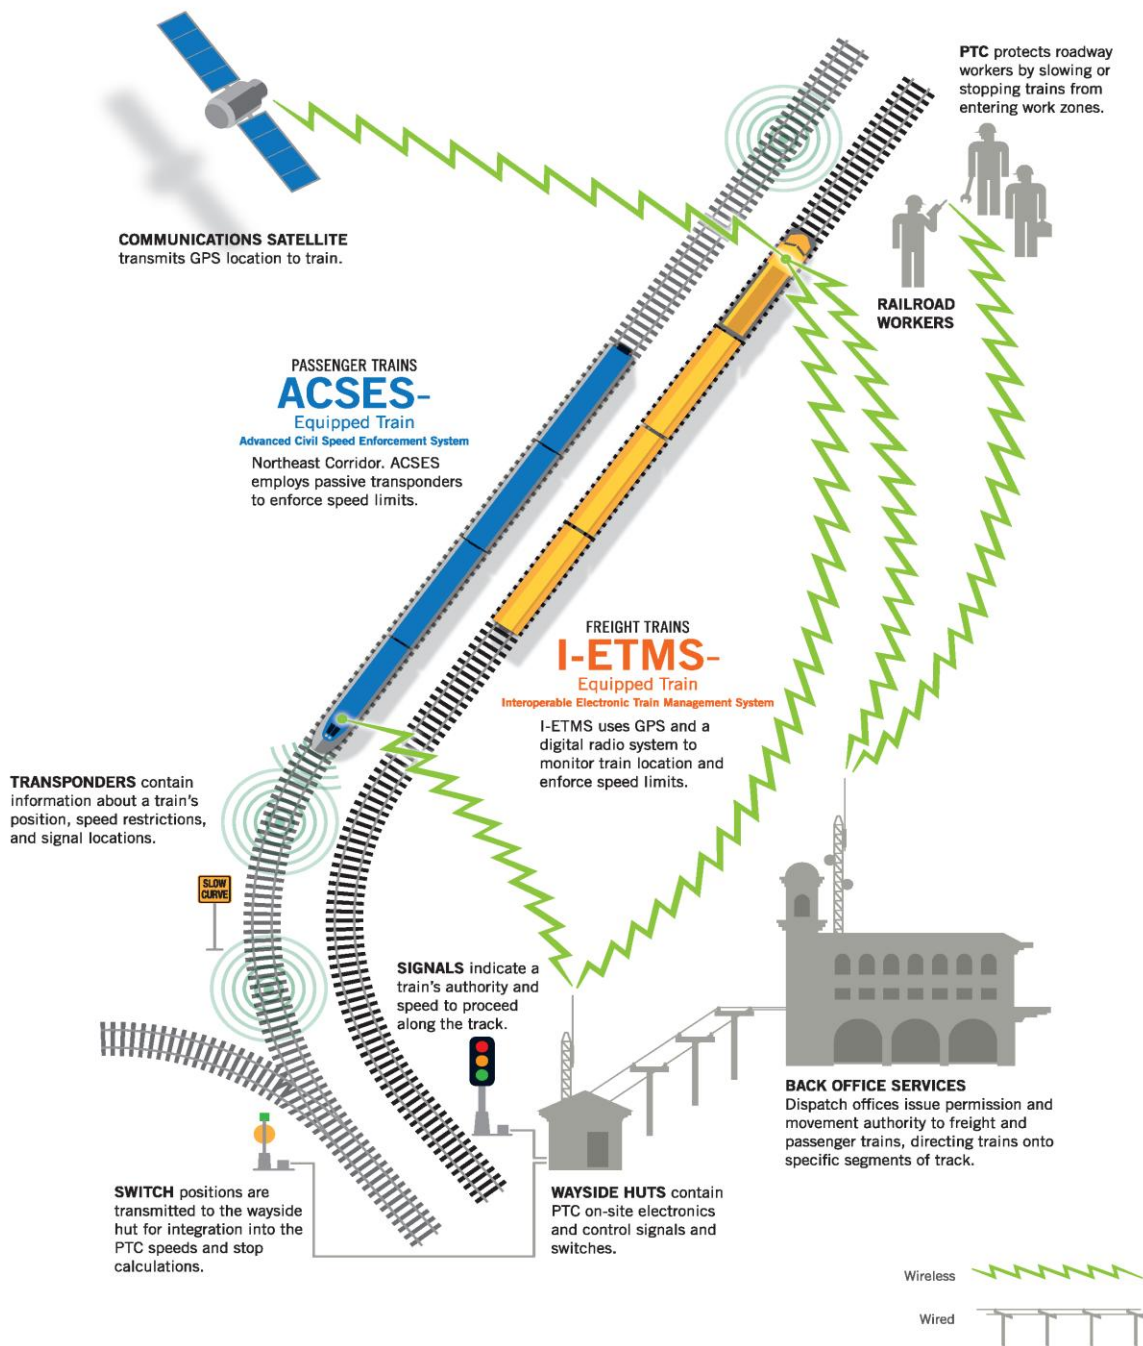 PTC protects roadway
workers by slowing or
stopping trains from
entering work zones.
COMMUNICATIONS SATELLITE
transmits GPS location to train.
RAILROAD
WORKERS
PASSENGER TRAINS
ACSES-
Equipped Train
Advanced Civil Speed Enforcement System
Northeast Corridor. ACSES
employs passive transponders
to enforce speed limits.
FREIGHT TRAINS
I-ETMS-
Equipped Train
Interoperable Electronic Train Management System
I-ETMS uses GPS and a
digital radio system to
monitor train location and
enforce speed limits.
TRANSPONDERS contain
information about a train's
position, speed restrictions,
and signal locations.
SLOW
CURVE
SIGNALS indicate a
train's authority and
speed to proceed
along the track.
BACK OFFICE SERVICES
Dispatch offices issue permission and
movement authority to freight and
passenger trains, directing trains onto
specific segments of track.
SWITCH positions are
transmitted to the wayside
hut for integration into the
PTC speeds and stop
calculations.
WAYSIDE HUTS contain
PTC on-site electronics
and control signals and
switches.
Wireless
Wired